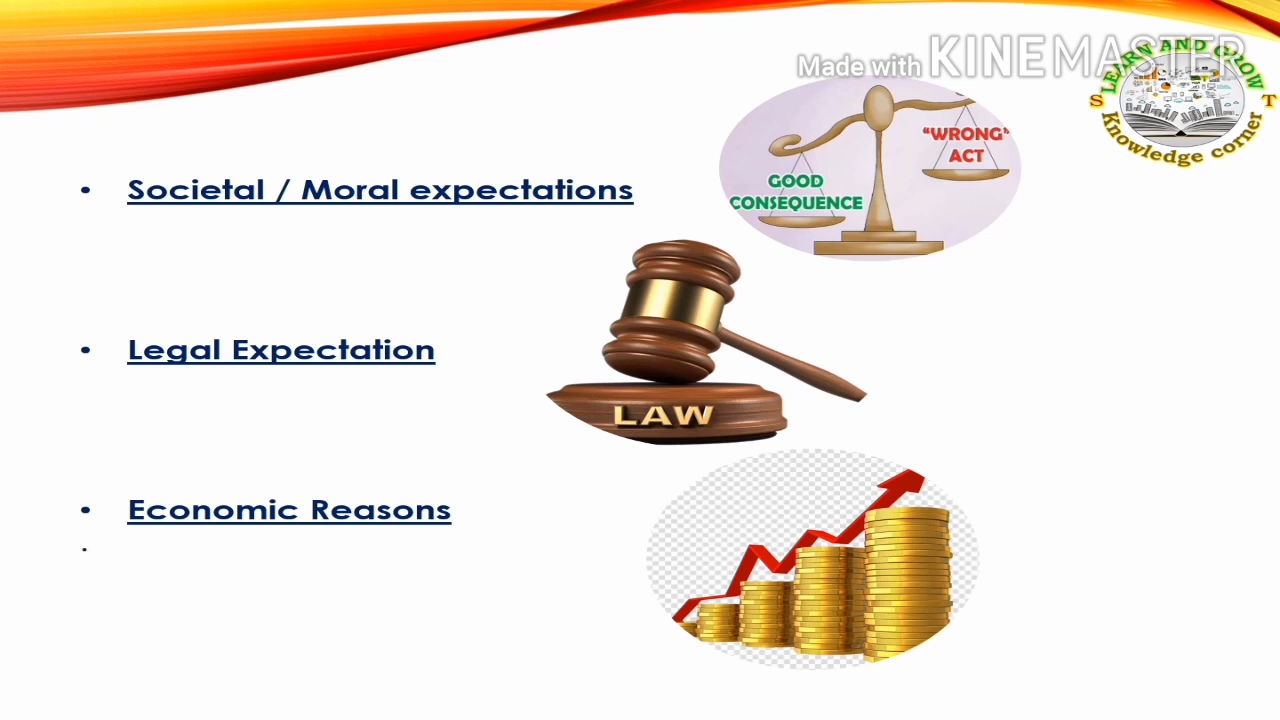 Made with KINEMASTER
LEARN AND GROW
S T
Knowledge corner
"WRONG"
ACT
GOOD
CONSEQUENCE
• Societal / Moral expectations
• Legal Expectation
LAW
• Economic Reasons
•